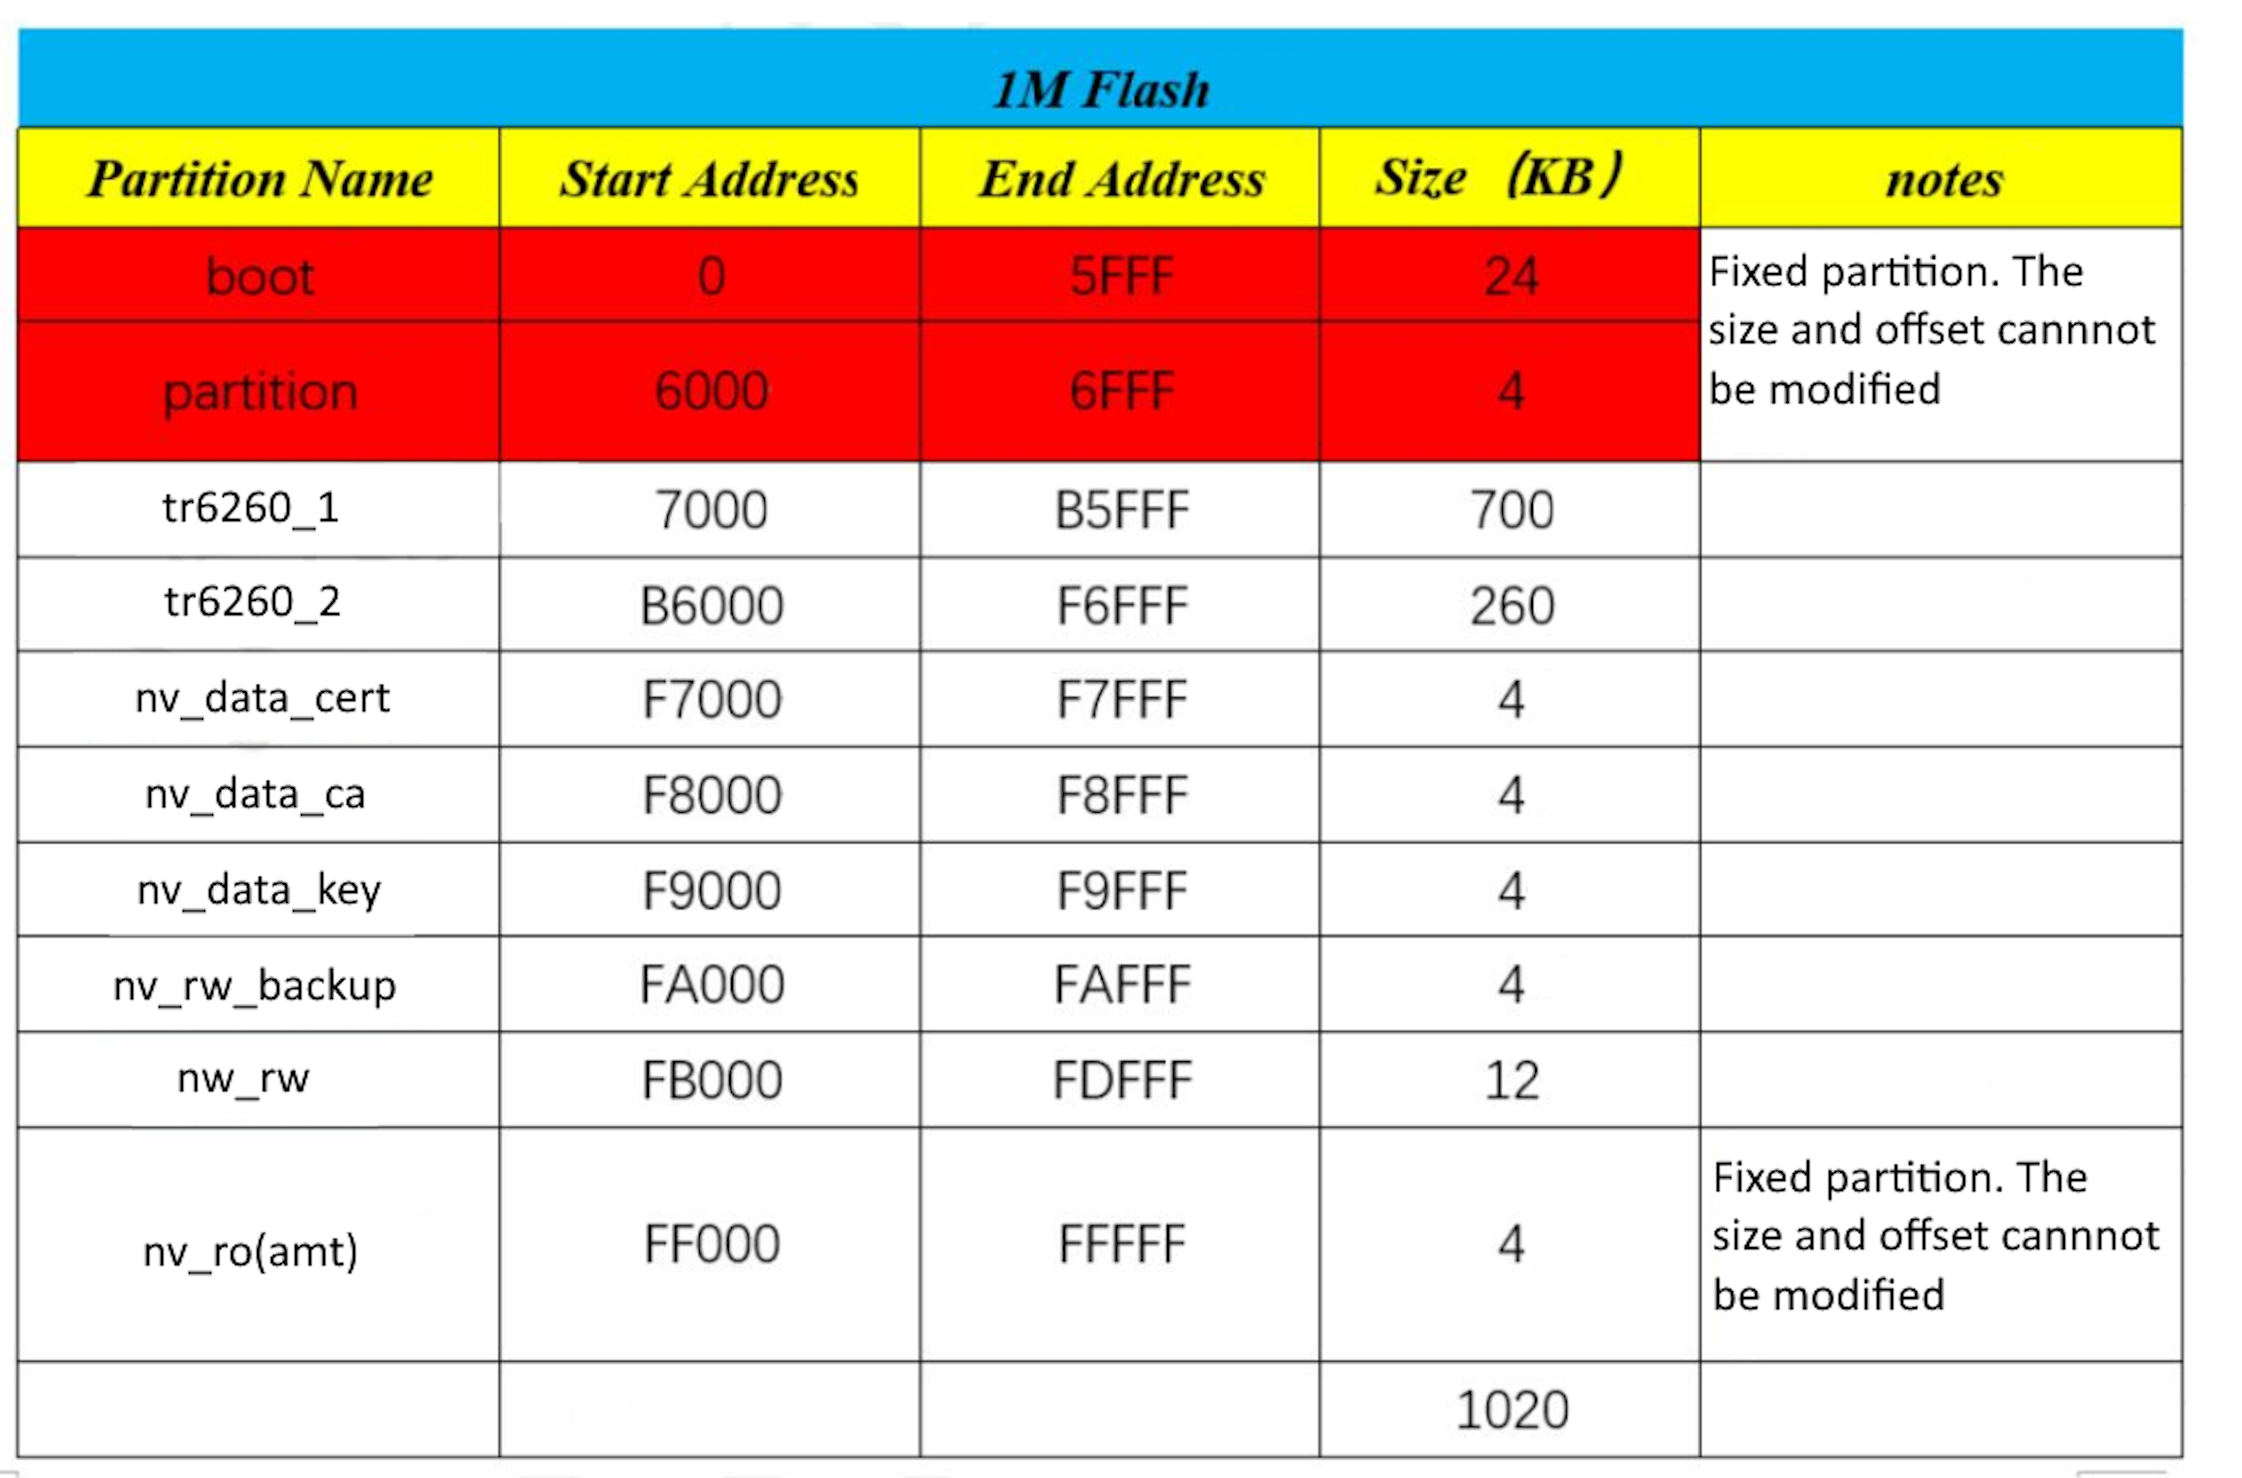 1M Flash
Partition Name Start Address End Address Size (KB) notes
boot 0 5FFF 24 Fixed partition. The
size and offset cannnot
be modified
partition 6000 6FFF 4
tr6260_1 7000 B5FFF 700
tr6260_2 B6000 F6FFF 260
nv_data_cert F7000 F7FFF 4
nv_data_ca F8000 F8FFF 4
nv_data_key F9000 F9FFF 4
nv_rw_backup FA000 FAFFF 4
nw_rw FB000 FDFFF 12
nv_ro(amt) FF000 FFFFF 4 Fixed partition. The
size and offset cannnot
be modified
1020